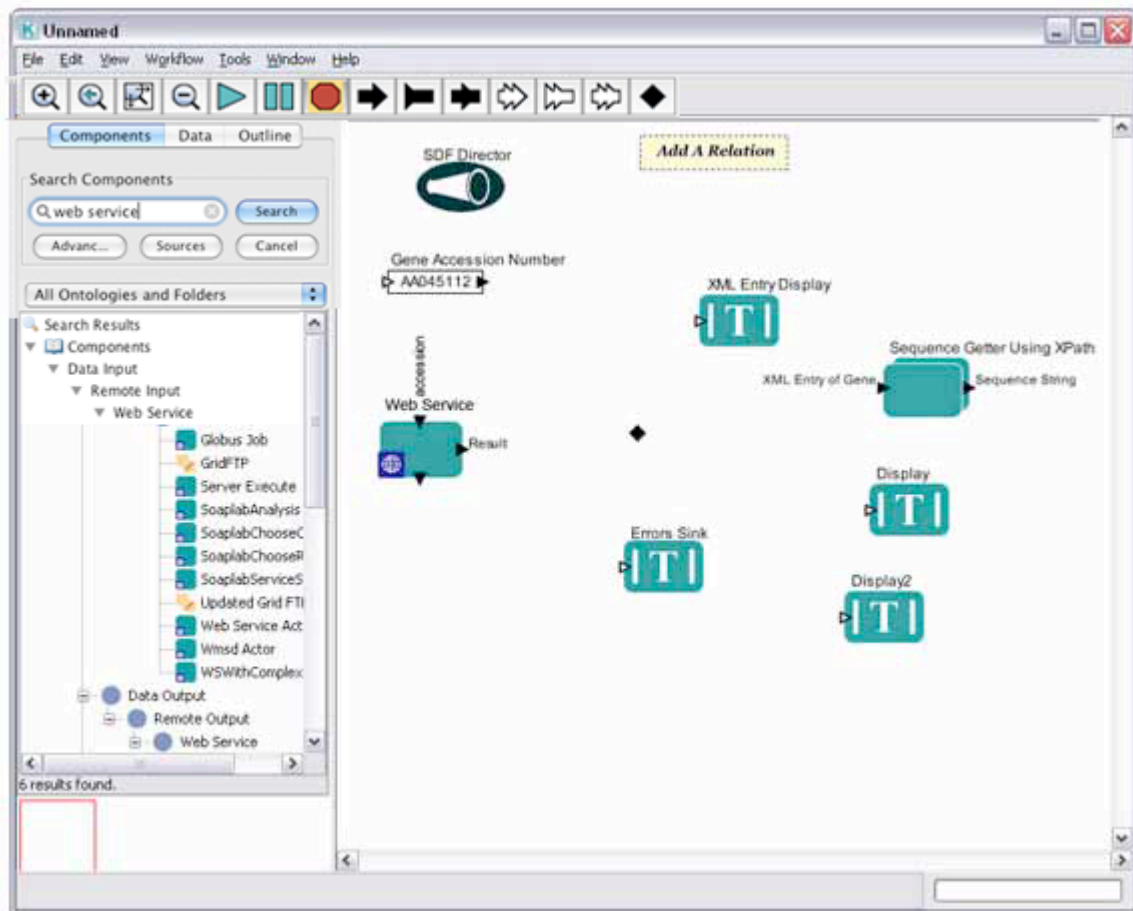 Unnamed
File Edit View Workflow Tools Window Help
Components Data Outline
Search Components
web service Search
Advanc... Sources Cancel
All Ontologies and Folders
Search Results
Components
Data Input
Remote Input
Web Service
Globus Job
GridFTP
Server Execute
SoaplabAnalysis
SoaplabChooseC
SoaplabChooseR
SoaplabServiceS
Updated Grid FTI
Web Service Act
Wmsd Actor
WSWithComplex
Data Output
Remote Output
Web Service
6 results found.
SDF Director
Add A Relation
Gene Accession Number
AA045112
XML Entry Display
T
Sequence Getter Using XPath
XML Entry of Gene Sequence String
accession
Web Service
Result
Display
T
Errors Sink
T
Display2
T